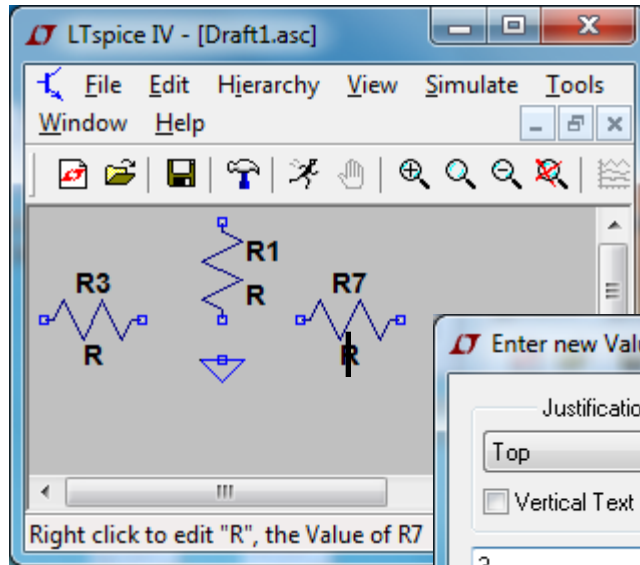 LTspice IV - [Draft1.asc]
File Edit Hierarchy View Simulate Tools
Window Help
R1
R3 R R7
R R
Enter new Val
Justificatio
Top
Vertical Text
Right click to edit "R", the Value of R7